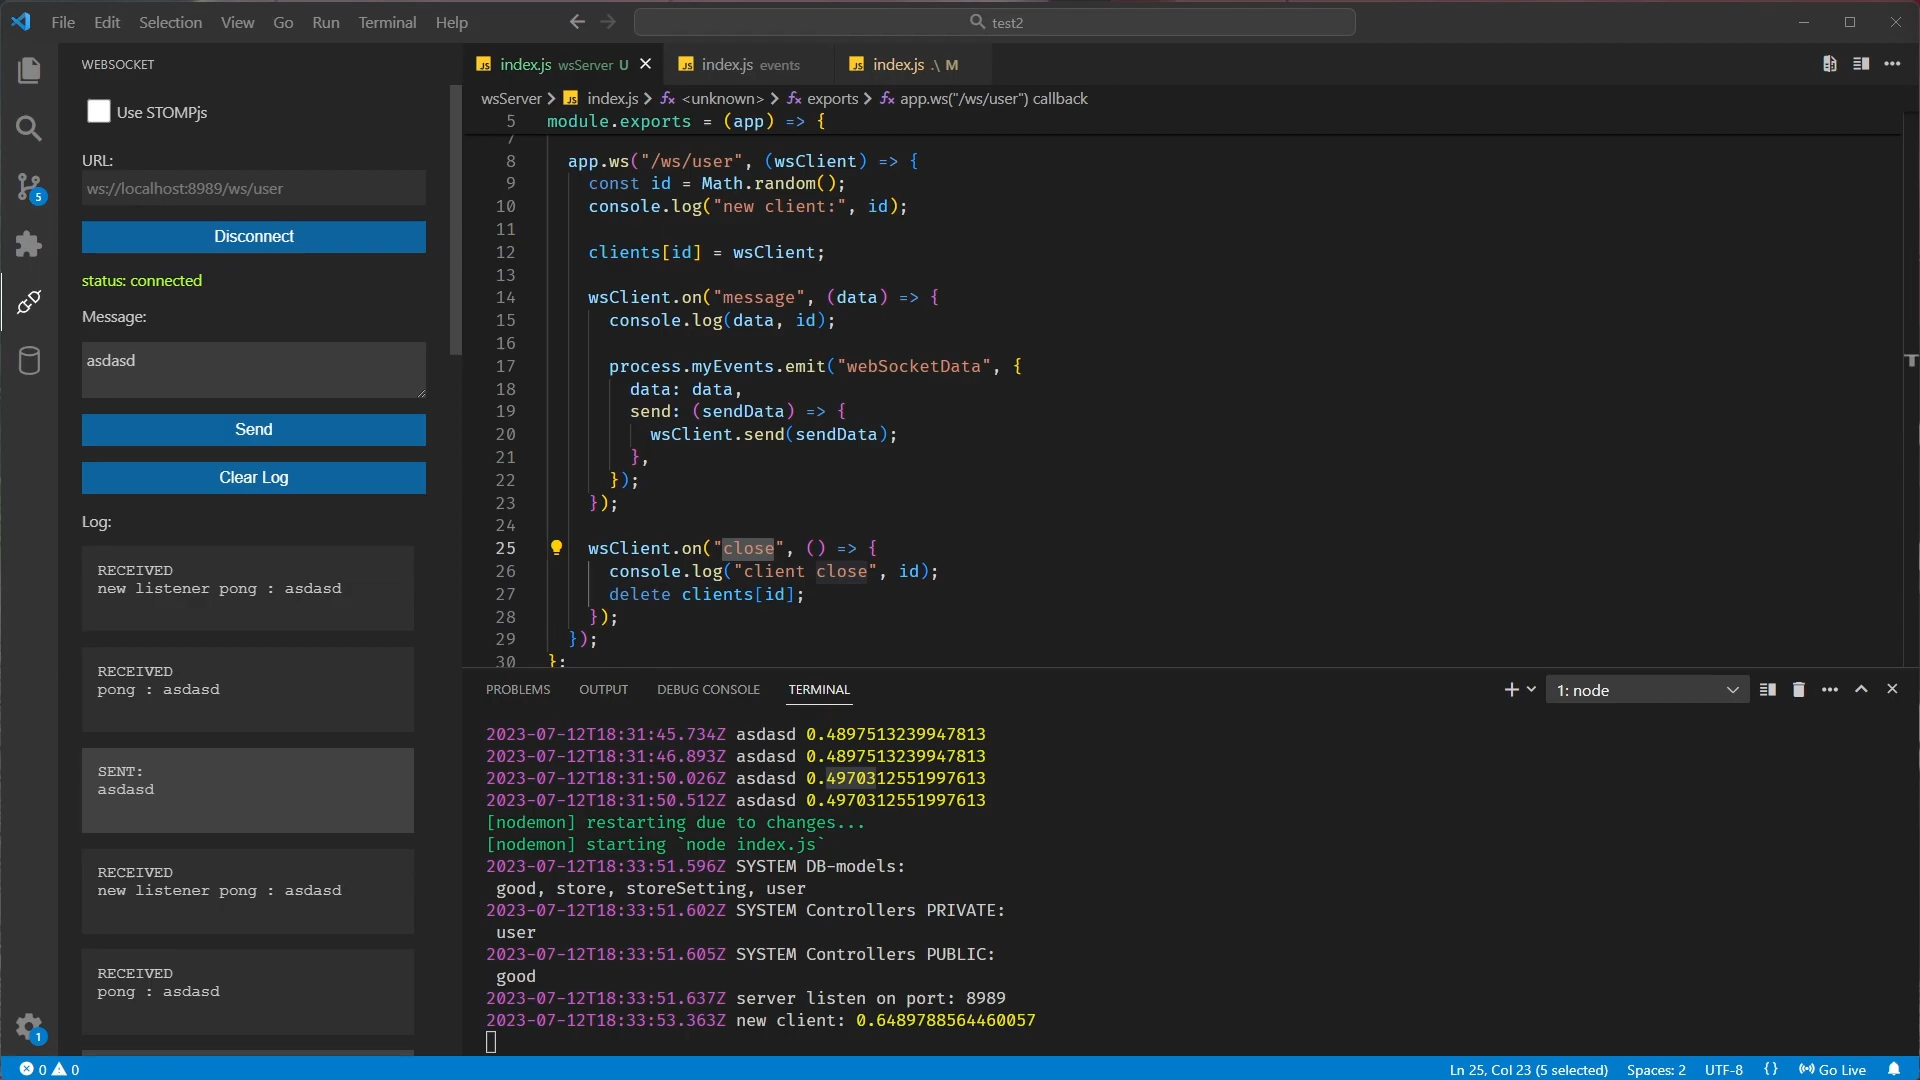 File Edit Selection View Go Run Terminal Help
test2
WEBSOCKET
Use STOMPjs
URL:
ws://localhost:8989/ws/user
Disconnect
status: connected
Message:
asdasd
Send
Clear Log
Log:
RECEIVED
new listener pong : asdasd
RECEIVED
pong : asdasd
SENT:
asdasd
RECEIVED
new listener pong : asdasd
RECEIVED
pong : asdasd
5
1
JS index.js wsServer U
JS index.js events
JS index.js .\ M
wsServer > JS index.js > <unknown> > exports > app.ws("/ws/user") callback
5 module.exports = (app) => {
7
8 app.ws("/ws/user", (wsClient) => {
9 const id = Math.random();
10 console.log("new client:", id);
11
12 clients[id] = wsClient;
13
14 wsClient.on("message", (data) => {
15 console.log(data, id);
16
17 process.myEvents.emit("webSocketData", {
18 data: data,
19 send: (sendData) => {
20 wsClient.send(sendData);
21 },
22 });
23 });
24
25 wsClient.on("close", () => {
26 console.log("client close", id);
27 delete clients[id];
28 });
29 });
30 };
PROBLEMS OUTPUT DEBUG CONSOLE TERMINAL
1: node
2023-07-12T18:31:45.734Z asdasd 0.4897513239947813
2023-07-12T18:31:46.893Z asdasd 0.4897513239947813
2023-07-12T18:31:50.026Z asdasd 0.4970312551997613
2023-07-12T18:31:50.512Z asdasd 0.4970312551997613
[nodemon] restarting due to changes...
[nodemon] starting `node index.js`
2023-07-12T18:33:51.596Z SYSTEM DB-models:
good, store, storeSetting, user
2023-07-12T18:33:51.602Z SYSTEM Controllers PRIVATE:
user
2023-07-12T18:33:51.605Z SYSTEM Controllers PUBLIC:
good
2023-07-12T18:33:51.637Z server listen on port: 8989
2023-07-12T18:33:53.363Z new client: 0.6489788564460057
0 0
Ln 25, Col 23 (5 selected) Spaces: 2 UTF-8 {} Go Live